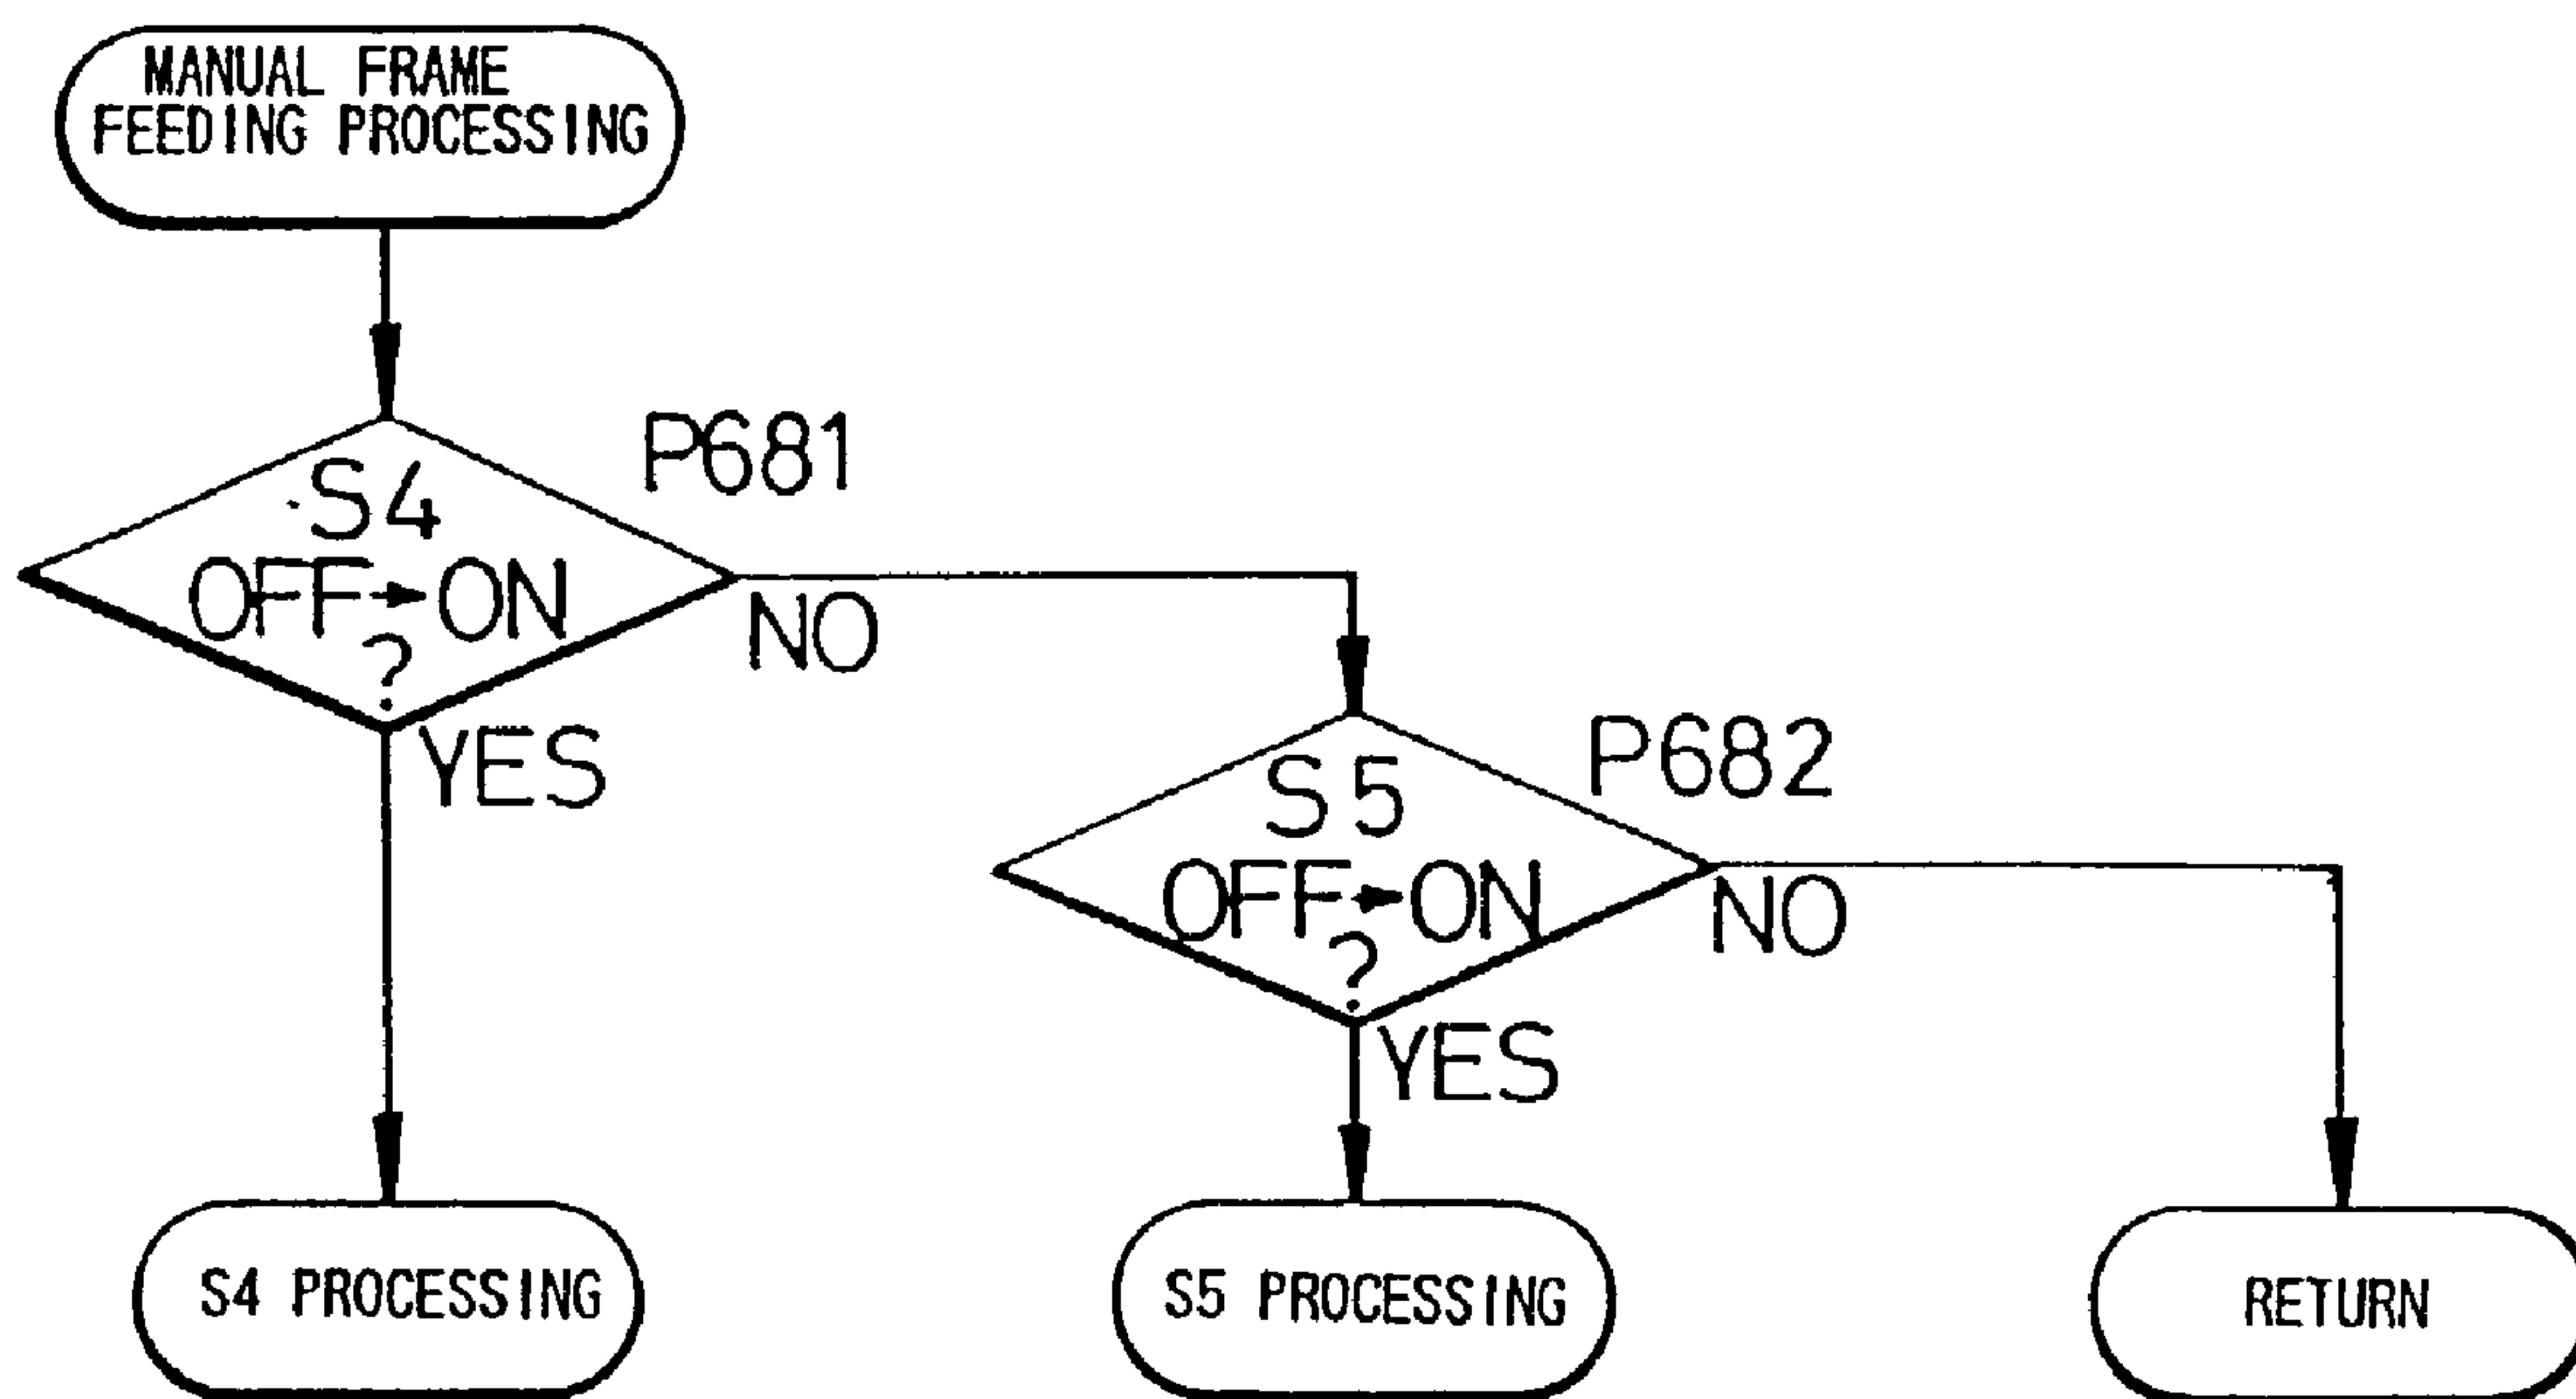 MANUAL FRAME
FEEDING PROCESSING
P681
S4
OFF→ON
?
NO
YES
P682
S5
OFF→ON
?
NO
YES
S4 PROCESSING
S5 PROCESSING
RETURN